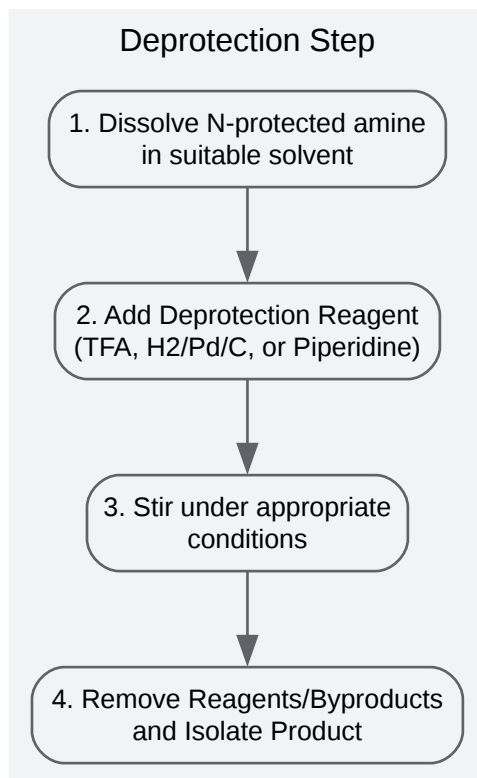 Deprotection Step
1. Dissolve N-protected amine
in suitable solvent
2. Add Deprotection Reagent
(TFA, H2/Pd/C, or Piperidine)
3. Stir under appropriate
conditions
4. Remove Reagents/Byproducts
and Isolate Product